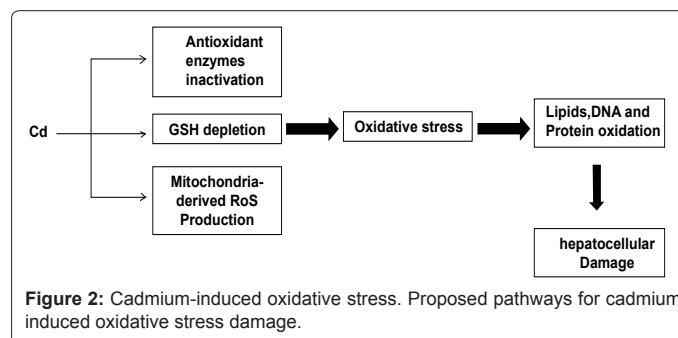 Antioxidant
enzymes
inactivation
Cd
GSH depletion
Oxidative stress
Lipids,DNA and
Protein oxidation
Mitochondria-
derived RoS
Production
hepatocellular
Damage
Figure 2: Cadmium-induced oxidative stress. Proposed pathways for cadmium
induced oxidative stress damage.